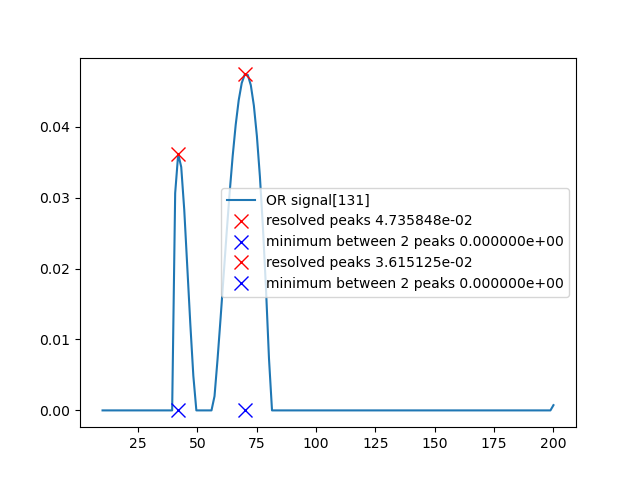 0.04
0.03
0.02
0.01
0.00
OR signal[131]
resolved peaks 4.735848e-02
minimum between 2 peaks 0.000000e+00
resolved peaks 3.615125e-02
minimum between 2 peaks 0.000000e+00
25 50 75 100 125 150 175 200